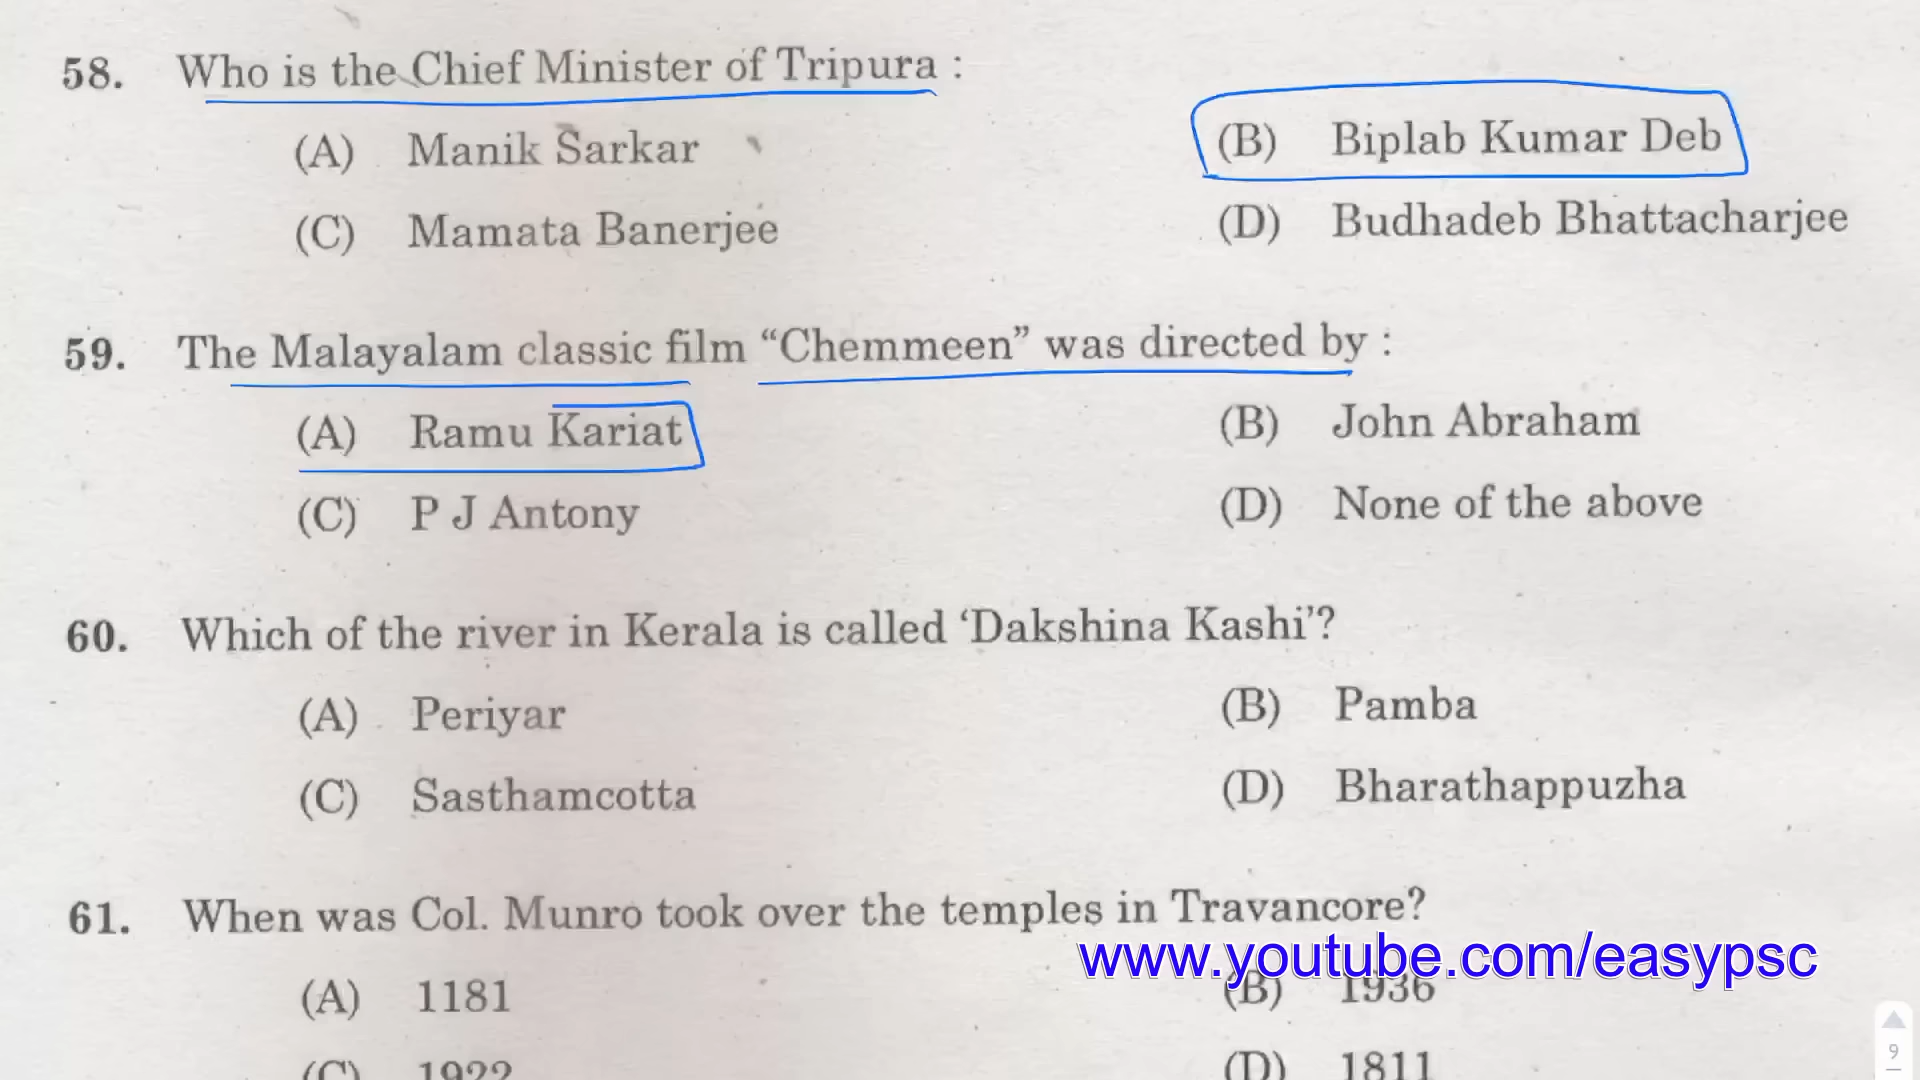 58. Who is the Chief Minister of Tripura :
(A) Manik Sarkar (B) Biplab Kumar Deb
(C) Mamata Banerjee (D) Budhadeb Bhattacharjee
59. The Malayalam classic film “Chemmeen” was directed by :
(A) Ramu Kariat (B) John Abraham
(C) P J Antony (D) None of the above
60. Which of the river in Kerala is called ‘Dakshina Kashi’?
(A) Periyar (B) Pamba
(C) Sasthamcotta (D) Bharathappuzha
61. When was Col. Munro took over the temples in Travancore?
www.youtube.com/easypsc
(A) 1181 (B) 1936
(C) 1922 (D) 1811
9